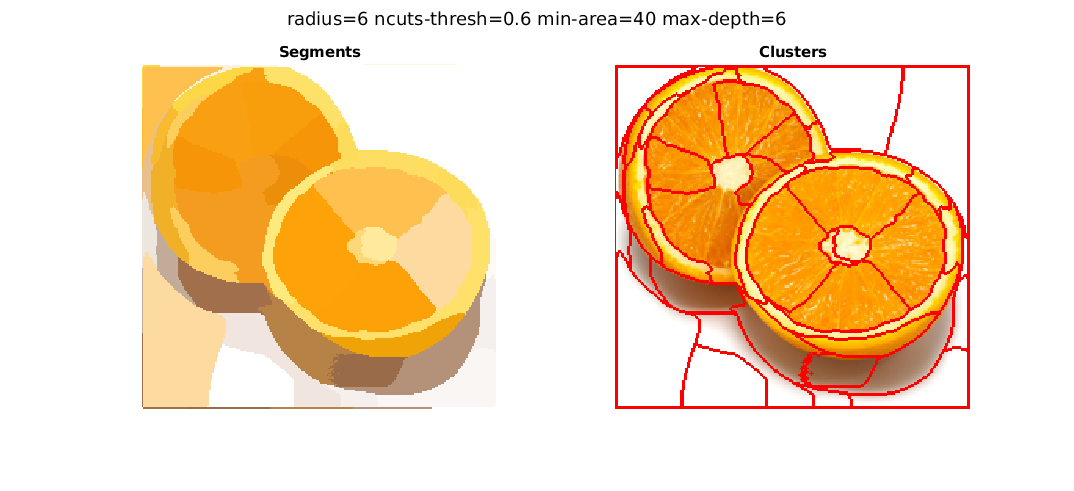 radius=6 ncuts-thresh=0.6 min-area=40 max-depth=6
Segments
Clusters